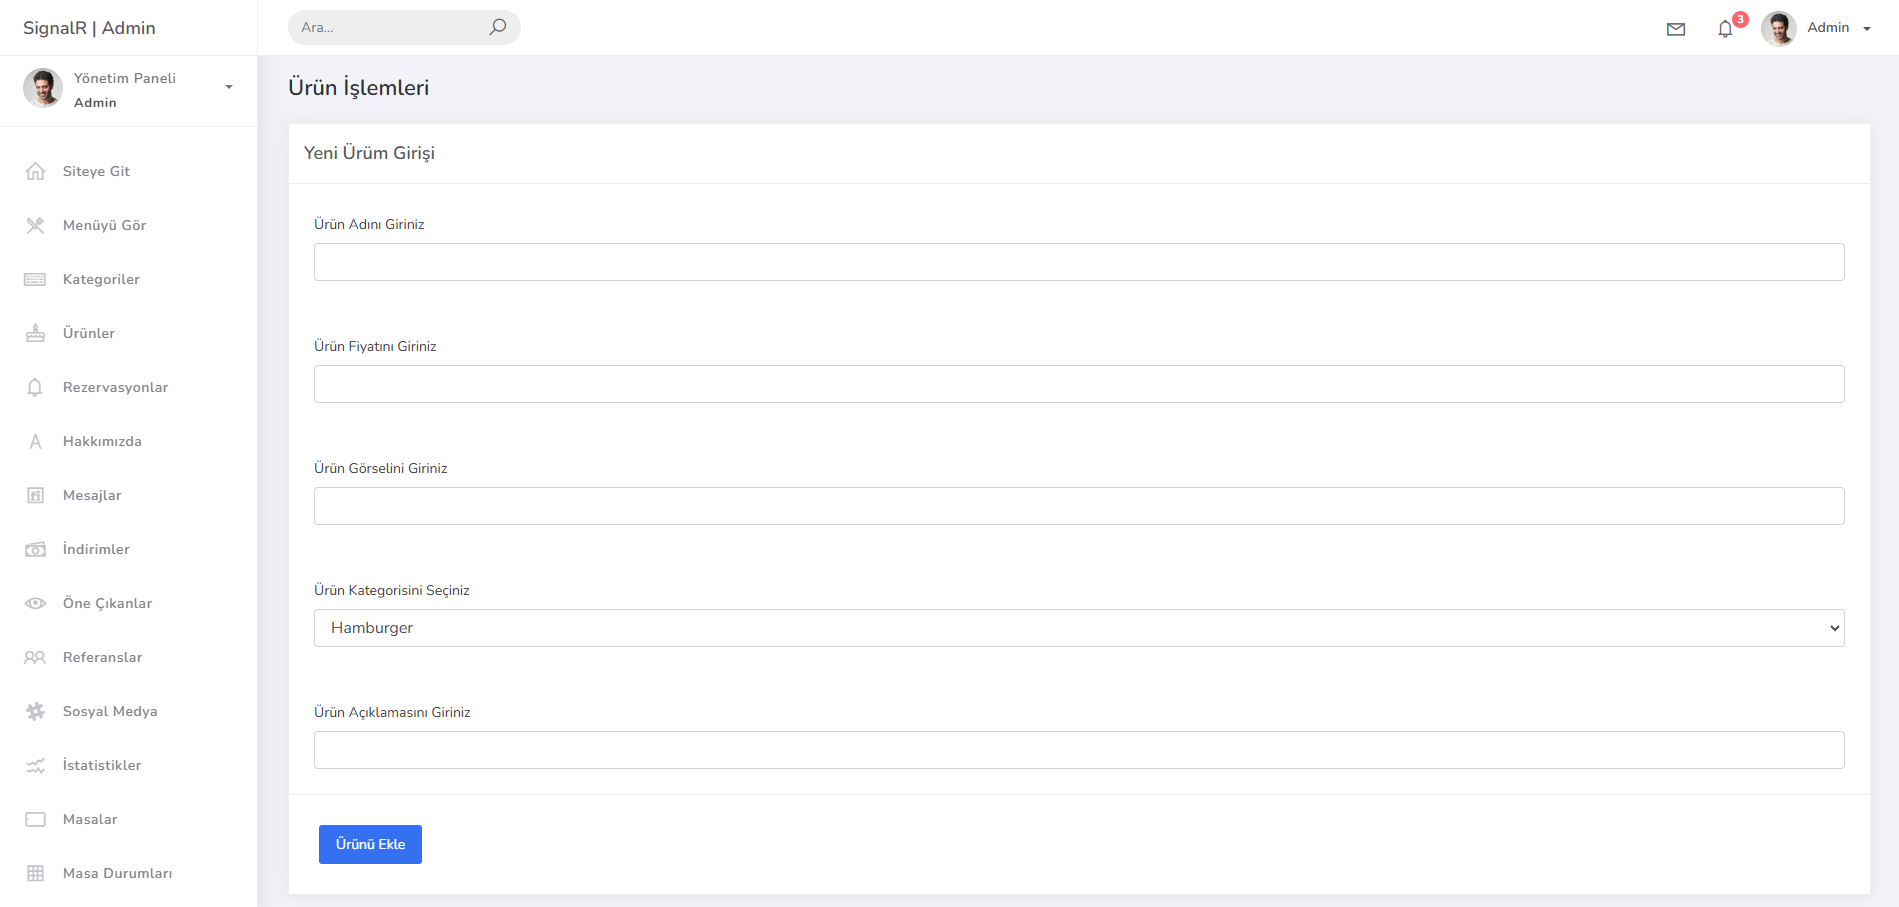 SignalR | Admin
Ara...
3
Admin
Yönetim Paneli
Admin
Siteye Git
Menüyü Gör
Kategoriler
Ürünler
Rezervasyonlar
Hakkımızda
Mesajlar
İndirimler
Öne Çıkanlar
Referanslar
Sosyal Medya
İstatistikler
Masalar
Masa Durumları
Ürün İşlemleri
Yeni Ürüm Girişi
Ürün Adını Giriniz
Ürün Fiyatını Giriniz
Ürün Görselini Giriniz
Ürün Kategorisini Seçiniz
Hamburger
Ürün Açıklamasını Giriniz
Ürünü Ekle